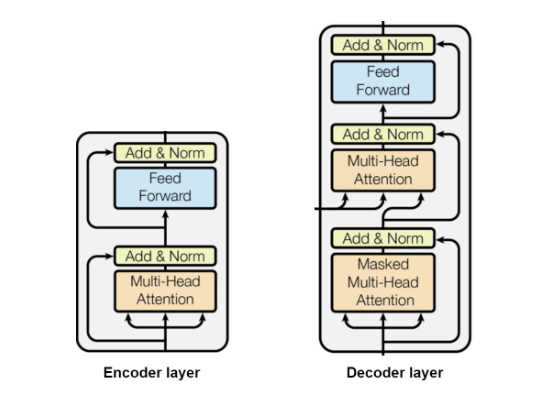 Add & Norm
Feed
Forward
Add & Norm
Multi-Head
Attention
Encoder layer
Add & Norm
Feed
Forward
Add & Norm
Multi-Head
Attention
Add & Norm
Masked
Multi-Head
Attention
Decoder layer